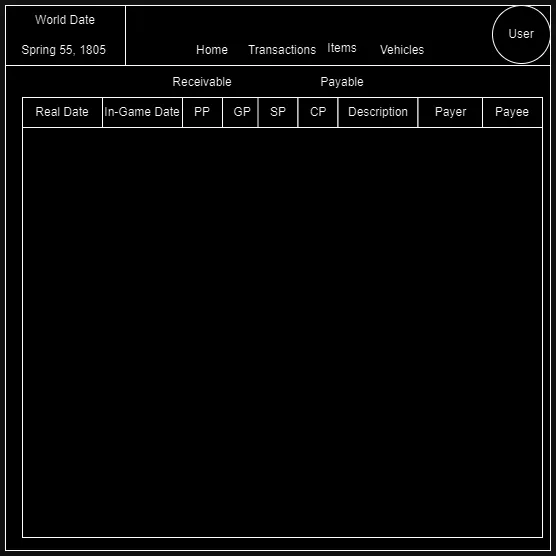 World Date
Spring 55, 1805
Home Transactions Items Vehicles
User
Receivable Payable
Real Date In-Game Date PP GP SP CP Description Payer Payee